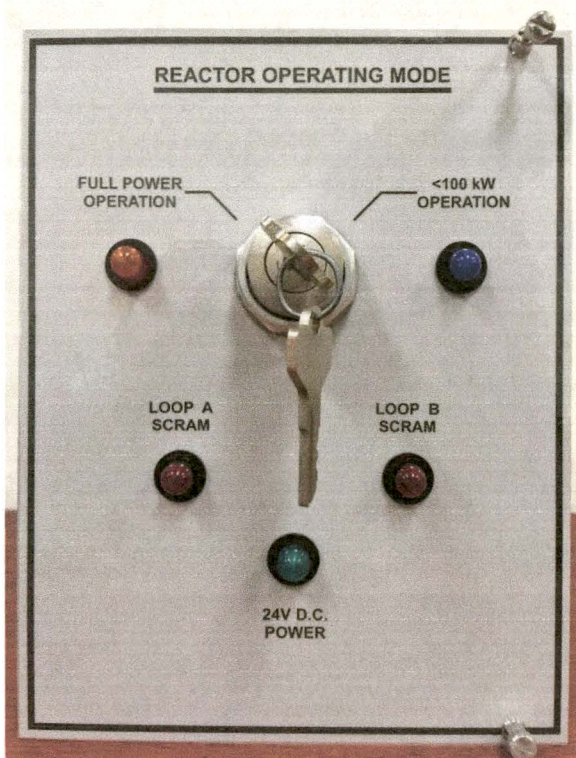 REACTOR OPERATING MODE
FULL POWER
OPERATION
<100 kW
OPERATION
LOOP A
SCRAM
LOOP B
SCRAM
24V D.C.
POWER